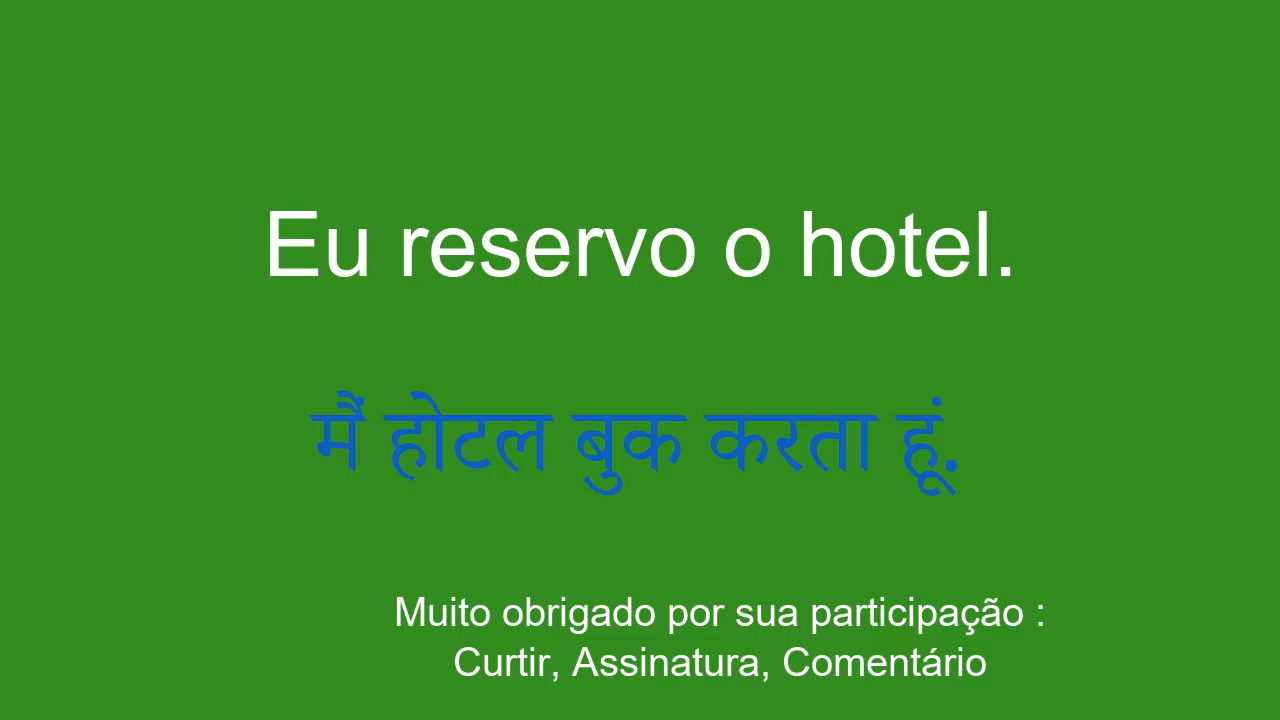 Eu reservo o hotel.
मैं होटल बुक करता हूं.
Muito obrigado por sua participação :
Curtir, Assinatura, Comentário